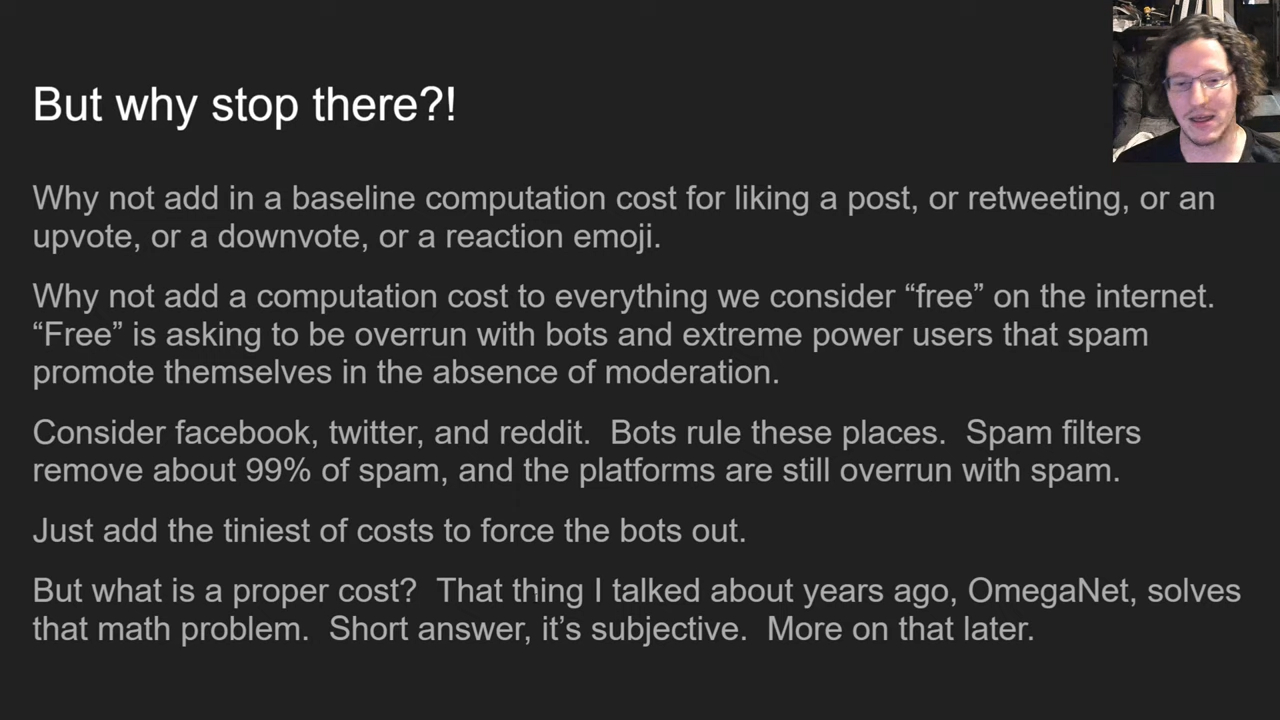 But why stop there?!
Why not add in a baseline computation cost for liking a post, or retweeting, or an
upvote, or a downvote, or a reaction emoji.
Why not add a computation cost to everything we consider “free” on the internet.
“Free” is asking to be overrun with bots and extreme power users that spam
promote themselves in the absence of moderation.
Consider facebook, twitter, and reddit.  Bots rule these places.  Spam filters
remove about 99% of spam, and the platforms are still overrun with spam.
Just add the tiniest of costs to force the bots out.
But what is a proper cost?  That thing I talked about years ago, OmegaNet, solves
that math problem.  Short answer, it’s subjective.  More on that later.